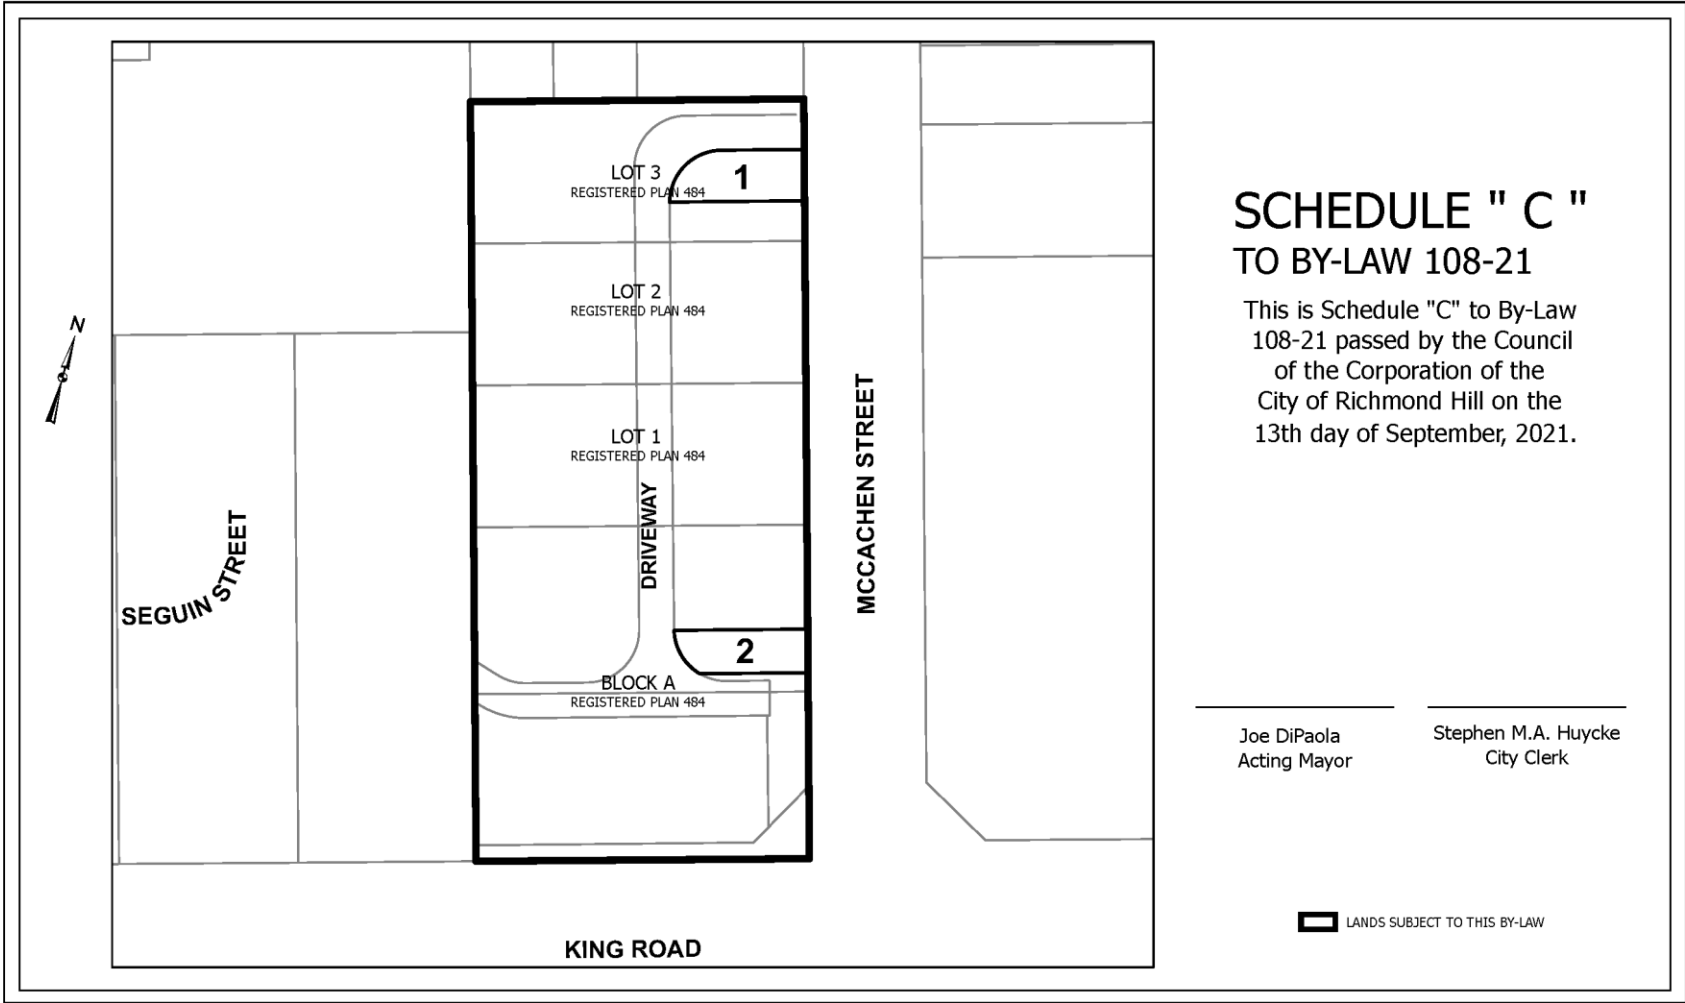 SCHEDULE " C "
TO BY-LAW 108-21
This is Schedule "C" to By-Law
108-21 passed by the Council
of the Corporation of the
City of Richmond Hill on the
13th day of September, 2021.
N
LOT 3
REGISTERED PLAN 484
1
LOT 2
REGISTERED PLAN 484
LOT 1
REGISTERED PLAN 484
DRIVEWAY
MCCACHEN STREET
SEGUIN STREET
2
BLOCK A
REGISTERED PLAN 484
KING ROAD
Joe DiPaola
Acting Mayor
Stephen M.A. Huycke
City Clerk
LANDS SUBJECT TO THIS BY-LAW